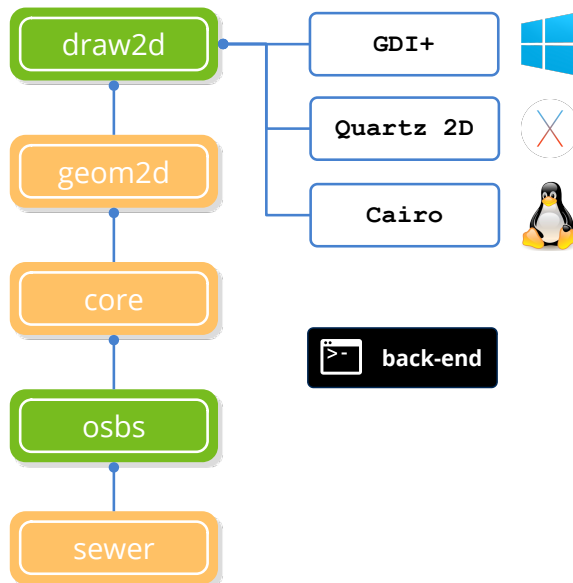 draw2d
GDI+
Quartz 2D
geom2d
Cairo
core
>- back-end
osbs
sewer